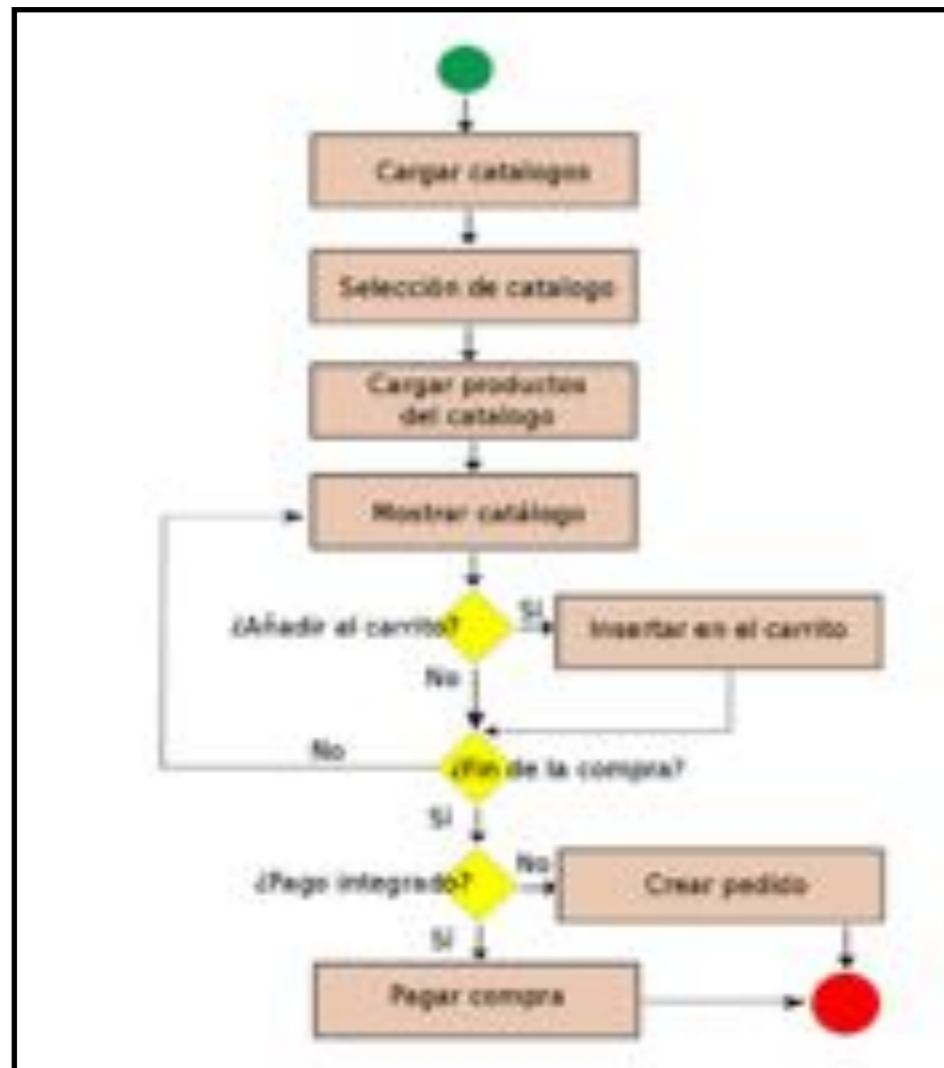 Cargar catalogos
Selección de catalogo
Cargar productos
del catalogo
Mostrar catálogo
¿Añadir al carrito?
Sí
Insertar en el carrito
No
¿Fin de la compra?
No
Sí
¿Pago integrado?
No
Crear pedido
Sí
Pagar compra